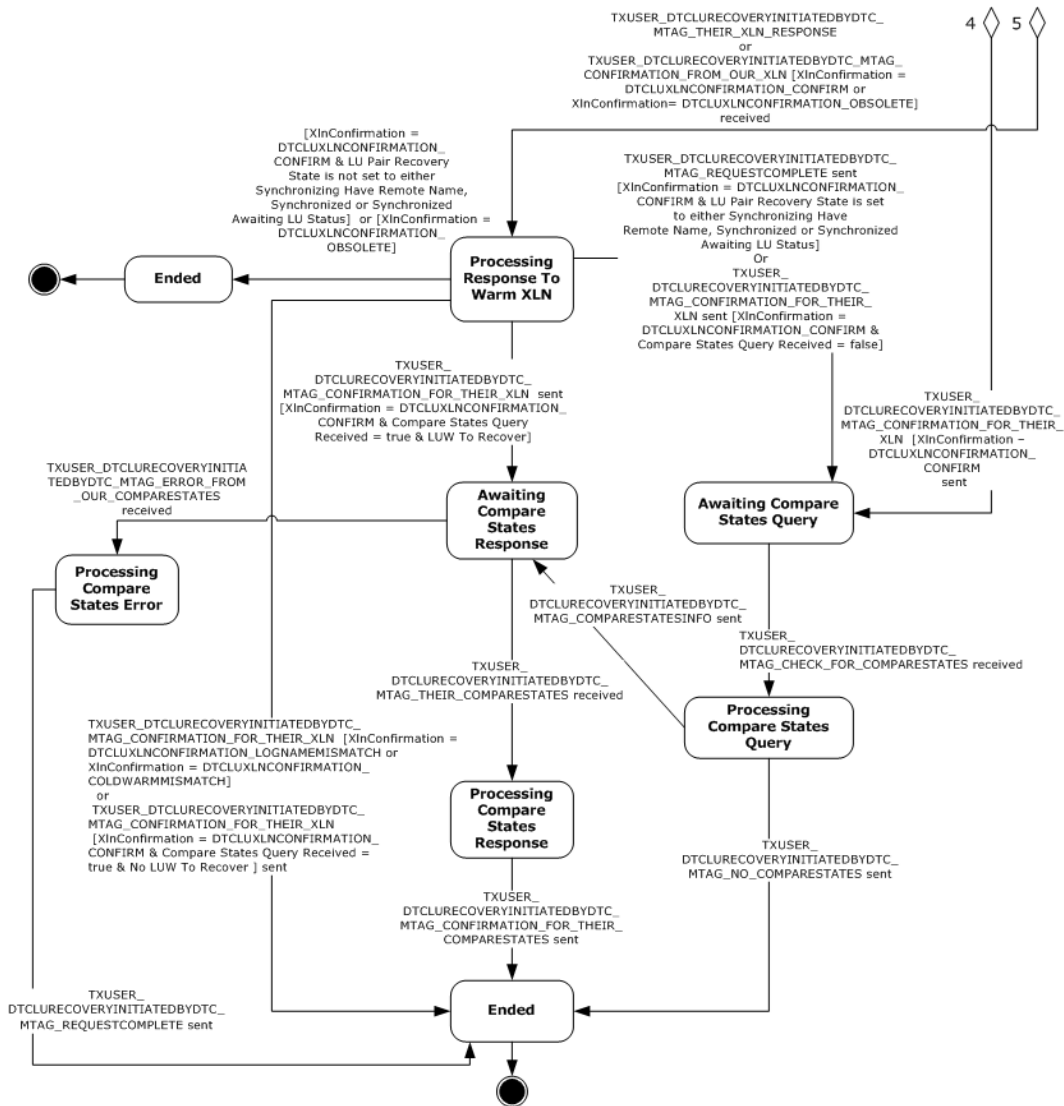 TXUSER_DTCLURECOVERYINITIATEDBYDTC_
MTAG_THEIR_XLN_RESPONSE
or
TXUSER_DTCLURECOVERYINITIATEDBYDTC_MTAG_
CONFIRMATION_FROM_OUR_XLN [XlnConfirmation =
DTCLUXLNCONFIRMATION_CONFIRM or
XlnConfirmation= DTCLUXLNCONFIRMATION_OBSOLETE]
received
4
5
[XlnConfirmation =
DTCLUXLNCONFIRMATION_
CONFIRM & LU Pair Recovery
State is not set to either
Synchronizing Have Remote Name,
Synchronized or Synchronized
Awaiting LU Status] or [XlnConfirmation =
DTCLUXLNCONFIRMATION_
OBSOLETE]
TXUSER_DTCLURECOVERYINITIATEDBYDTC_
MTAG_REQUESTCOMPLETE sent
[XlnConfirmation = DTCLUXLNCONFIRMATION_
CONFIRM & LU Pair Recovery State is set
to either Synchronizing Have
Remote Name, Synchronized or Synchronized
Awaiting LU Status]
Or
TXUSER_
DTCLURECOVERYINITIATEDBYDTC_
MTAG_CONFIRMATION_FOR_THEIR_
XLN sent [XlnConfirmation =
DTCLUXLNCONFIRMATION_CONFIRM &
Compare States Query Received = false]
Ended
Processing
Response To
Warm XLN
TXUSER_
DTCLURECOVERYINITIATEDBYDTC_
MTAG_CONFIRMATION_FOR_THEIR_XLN sent
[XlnConfirmation = DTCLUXLNCONFIRMATION_
CONFIRM & Compare States Query
Received = true & LUW To Recover]
TXUSER_
DTCLURECOVERYINITIATEDBYDTC_
MTAG_CONFIRMATION_FOR_THEIR_
XLN [XlnConfirmation –
DTCLUXLNCONFIRMATION_
CONFIRM
sent
TXUSER_DTCLURECOVERYINITIA
TEDBYDTC_MTAG_ERROR_FROM
_OUR_COMPARESTATES
received
Awaiting
Compare
States
Response
Awaiting Compare
States Query
Processing
Compare
States Error
TXUSER_
DTCLURECOVERYINITIATEDBYDTC_
MTAG_COMPARESTATESINFO sent
TXUSER_
DTCLURECOVERYINITIATEDBYDTC_
MTAG_CHECK_FOR_COMPARESTATES received
TXUSER_
DTCLURECOVERYINITIATEDBYDTC_
MTAG_THEIR_COMPARESTATES received
Processing
Compare States
Query
TXUSER_DTCLURECOVERYINITIATEDBYDTC_
MTAG_CONFIRMATION_FOR_THEIR_XLN [XlnConfirmation =
DTCLUXLNCONFIRMATION_LOGNAMEMISMATCH or
XlnConfirmation = DTCLUXLNCONFIRMATION_
COLDWARMMISMATCH]
or
TXUSER_DTCLURECOVERYINITIATEDBYDTC_
MTAG_CONFIRMATION_FOR_THEIR_XLN
[XlnConfirmation = DTCLUXLNCONFIRMATION_
CONFIRM & Compare States Query Received =
true & No LUW To Recover ] sent
Processing
Compare
States
Response
TXUSER_
DTCLURECOVERYINITIATEDBYDTC_
MTAG_NO_COMPARESTATES sent
TXUSER_
DTCLURECOVERYINITIATEDBYDTC_
MTAG_CONFIRMATION_FOR_THEIR_
COMPARESTATES sent
TXUSER_
DTCLURECOVERYINITIATEDBYDTC_
MTAG_REQUESTCOMPLETE sent
Ended